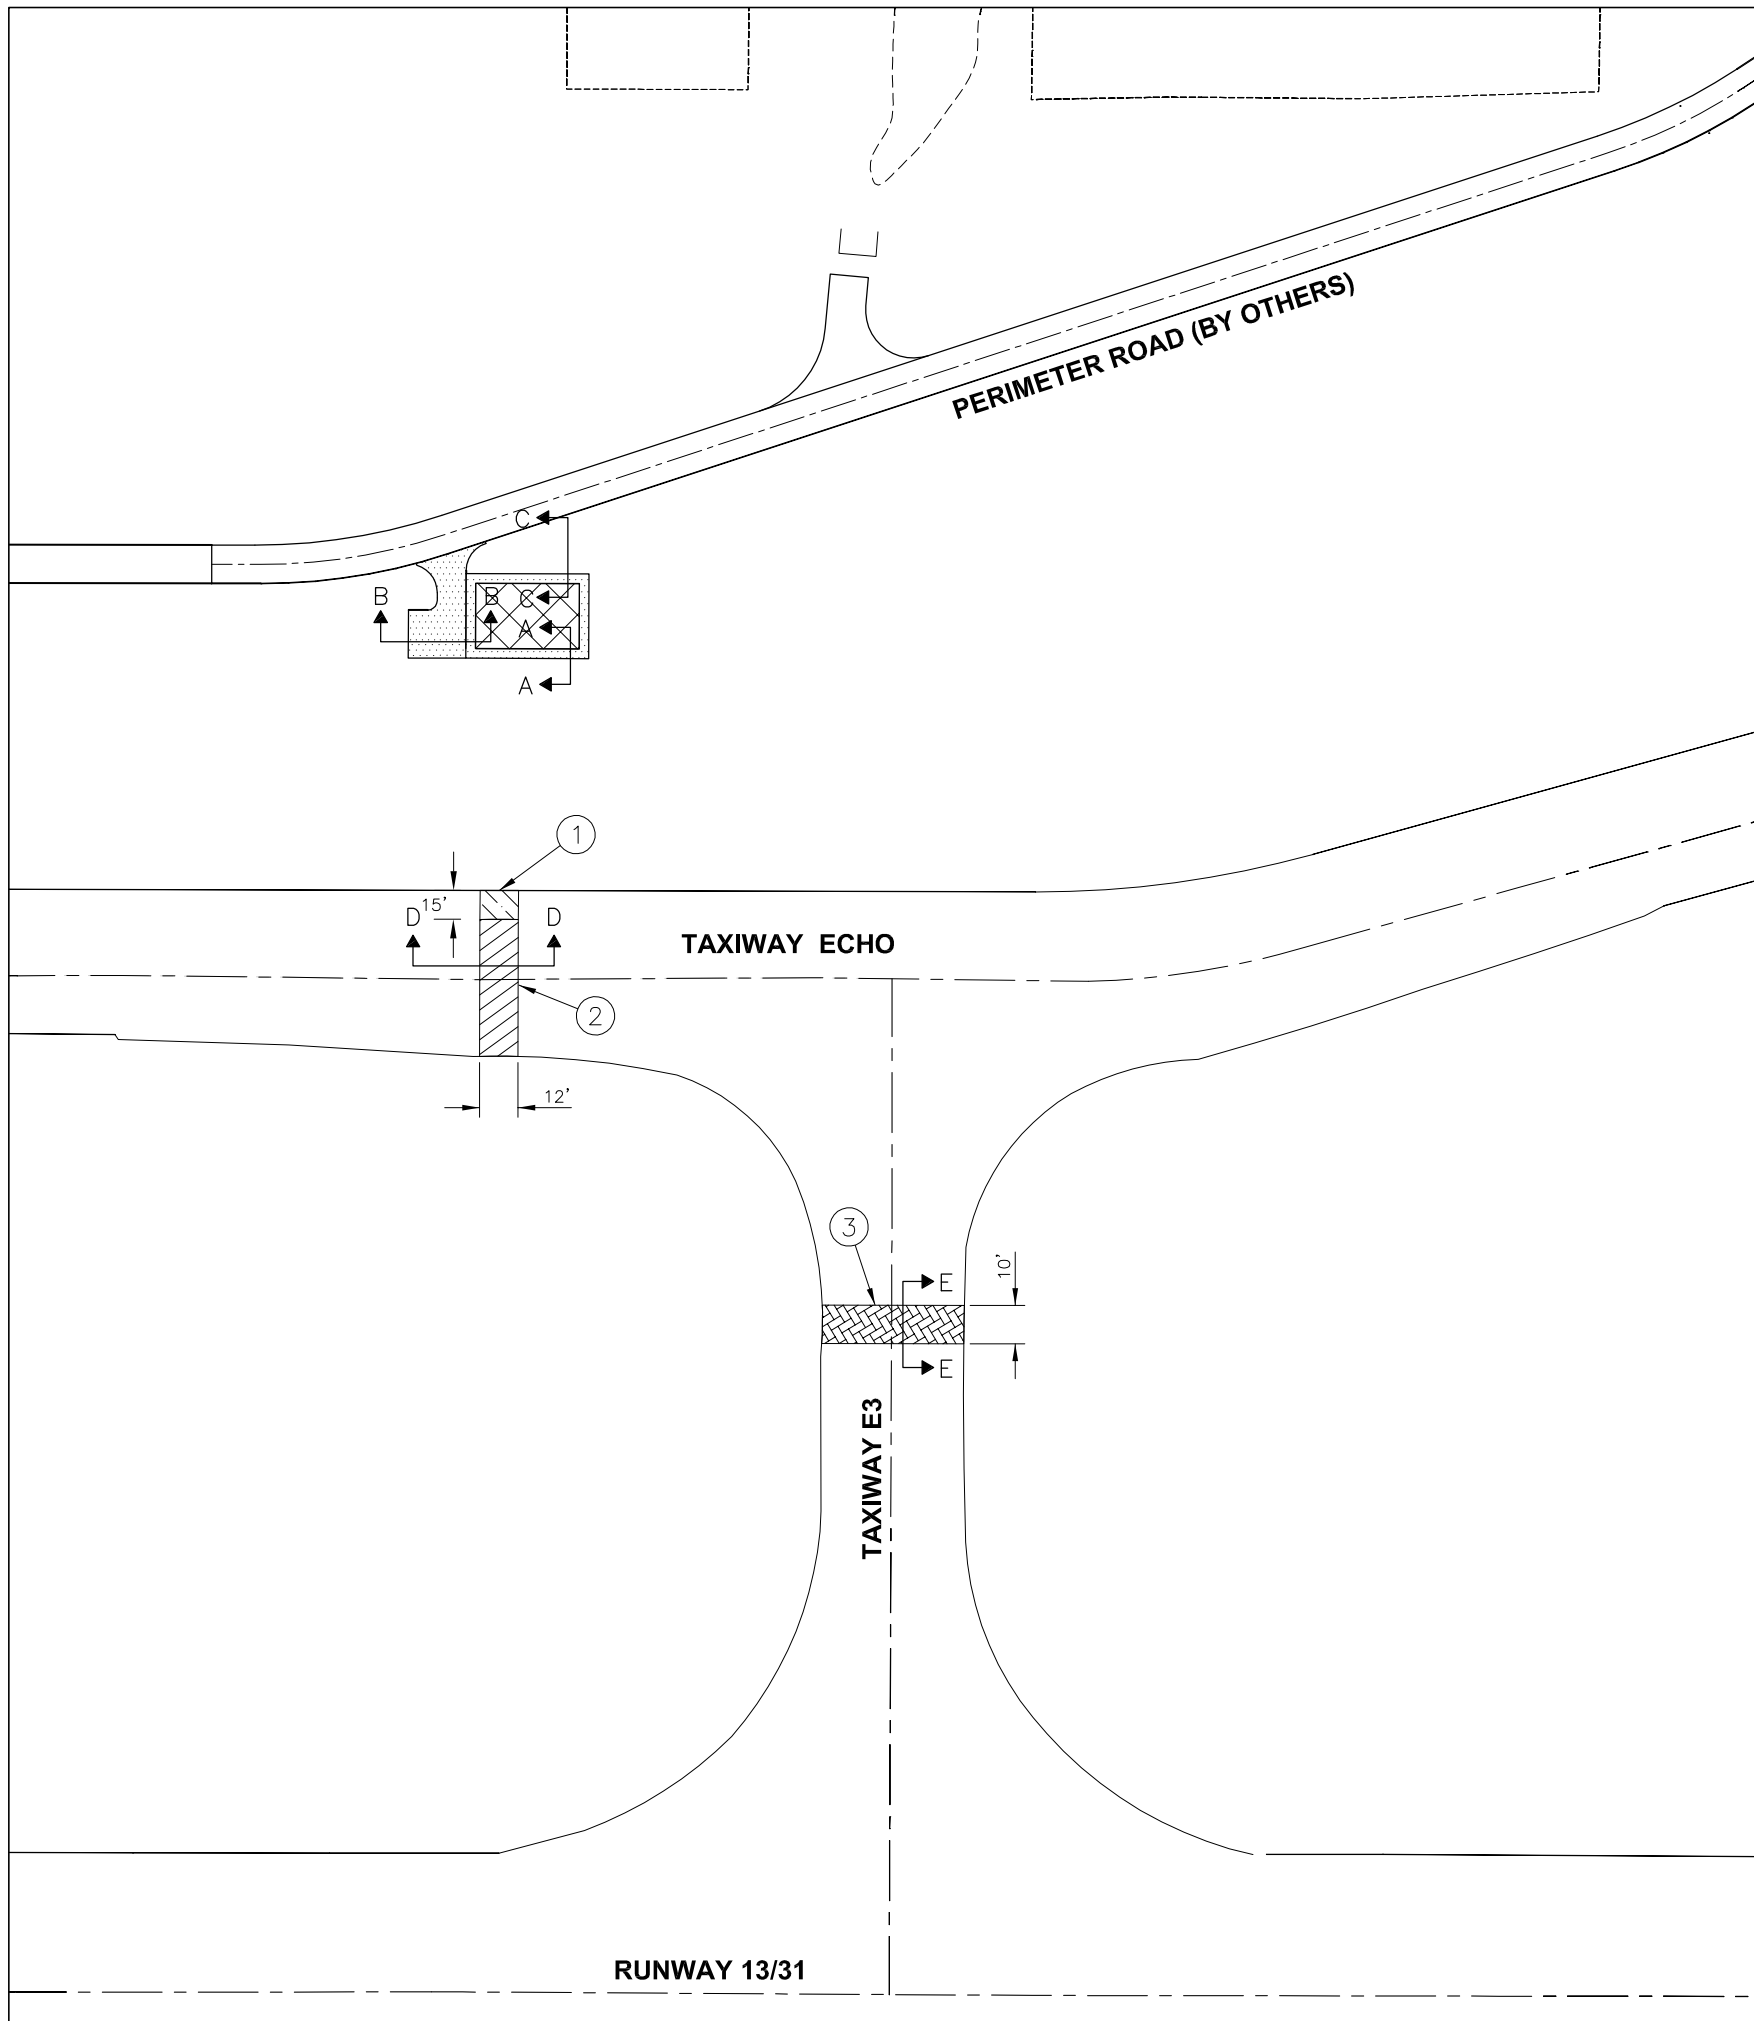 PERIMETER ROAD (BY OTHERS)
C
B
B
C
A
A
1
15'
D
D
TAXIWAY ECHO
2
12'
3
10'
E
E
TAXIWAY E3
RUNWAY 13/31